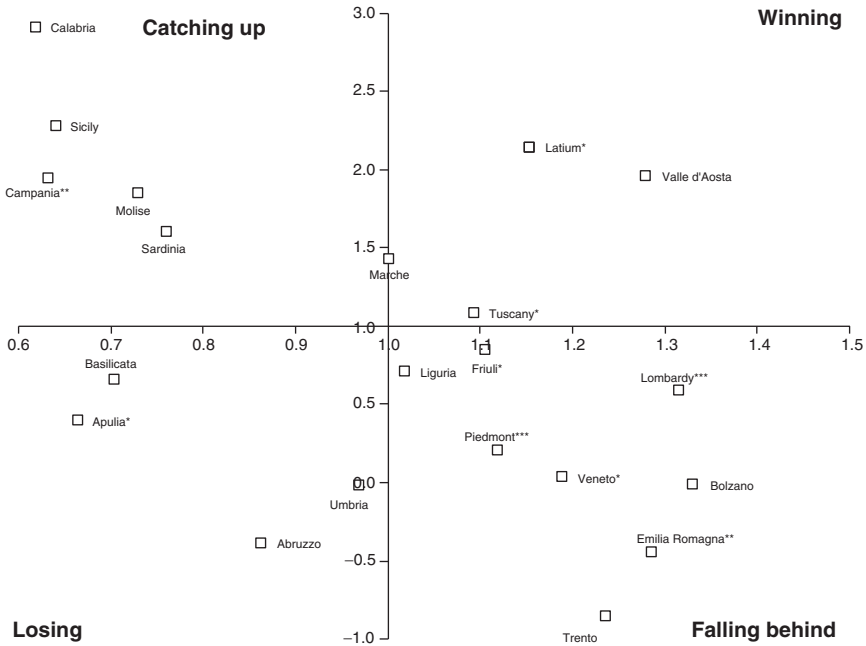 3.0
Winning
Catching up
Calabria
2.5
Sicily
Latium*
2.0
Valle d'Aosta
Campania**
Molise
1.5
Sardinia
Marche
Tuscany*
1.0
0.6 0.7 0.8 0.9 1.1 1.2 1.3 1.4 1.5
Basilicata
Friuli*
Liguria
Lombardy***
0.5
Apulia*
Piedmont***
0.0
Veneto*
Bolzano
Umbria
Abruzzo
Emilia Romagna**
−0.5
Losing
Falling behind
Trento
−1.0